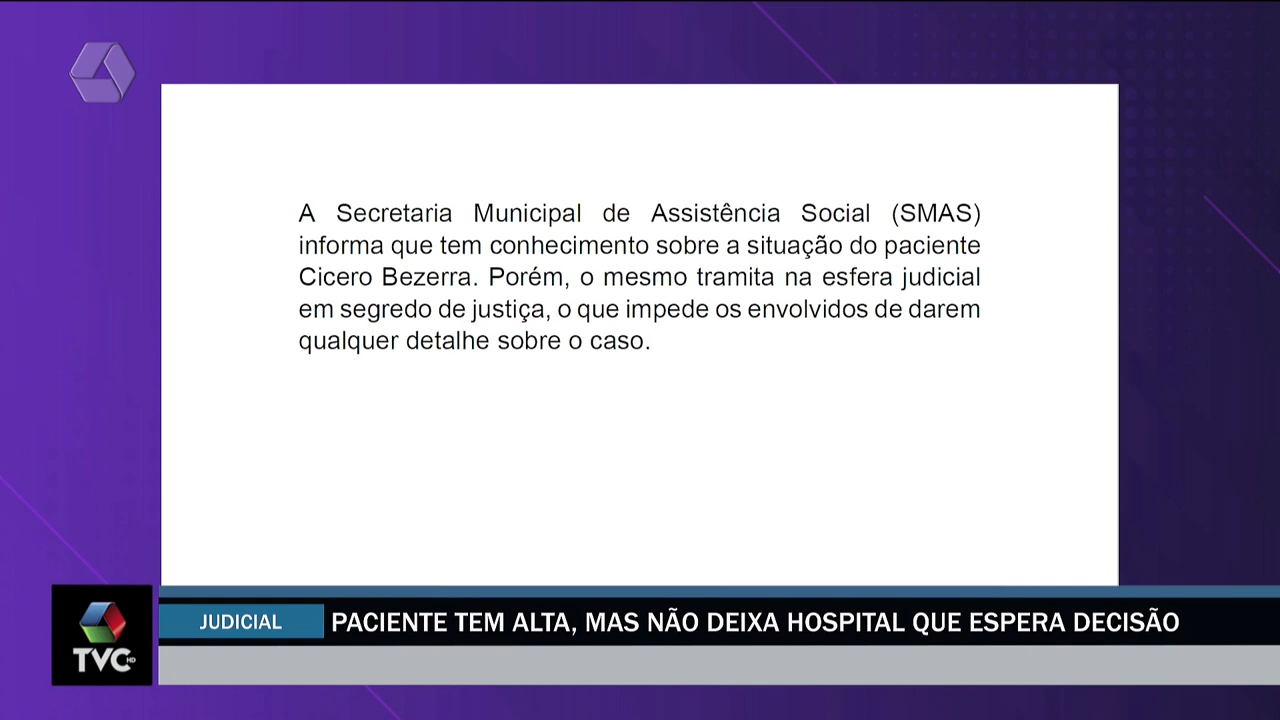 A Secretaria Municipal de Assistência Social (SMAS)
informa que tem conhecimento sobre a situação do paciente
Cicero Bezerra. Porém, o mesmo tramita na esfera judicial
em segredo de justiça, o que impede os envolvidos de darem
qualquer detalhe sobre o caso.
JUDICIAL
PACIENTE TEM ALTA, MAS NÃO DEIXA HOSPITAL QUE ESPERA DECISÃO
TVC HD